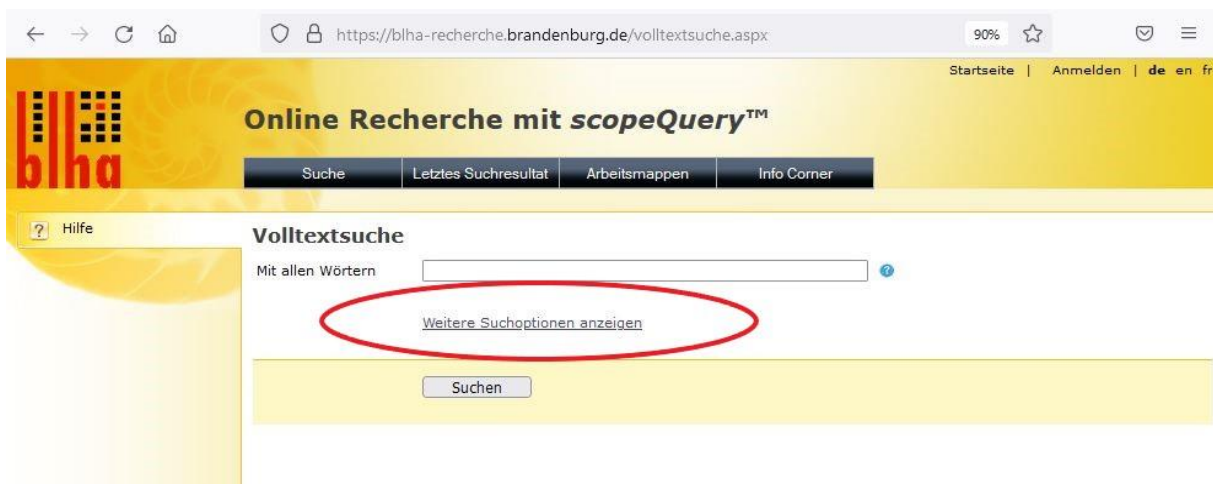 https://blha-recherche.brandenburg.de/volltextsuche.aspx 90%
Startseite | Anmelden | de en fr
blha
Online Recherche mit scopeQuery™
Suche Letztes Suchresultat Arbeitsmappen Info Corner
? Hilfe
Volltextsuche
Mit allen Wörtern ?
Weitere Suchoptionen anzeigen
Suchen